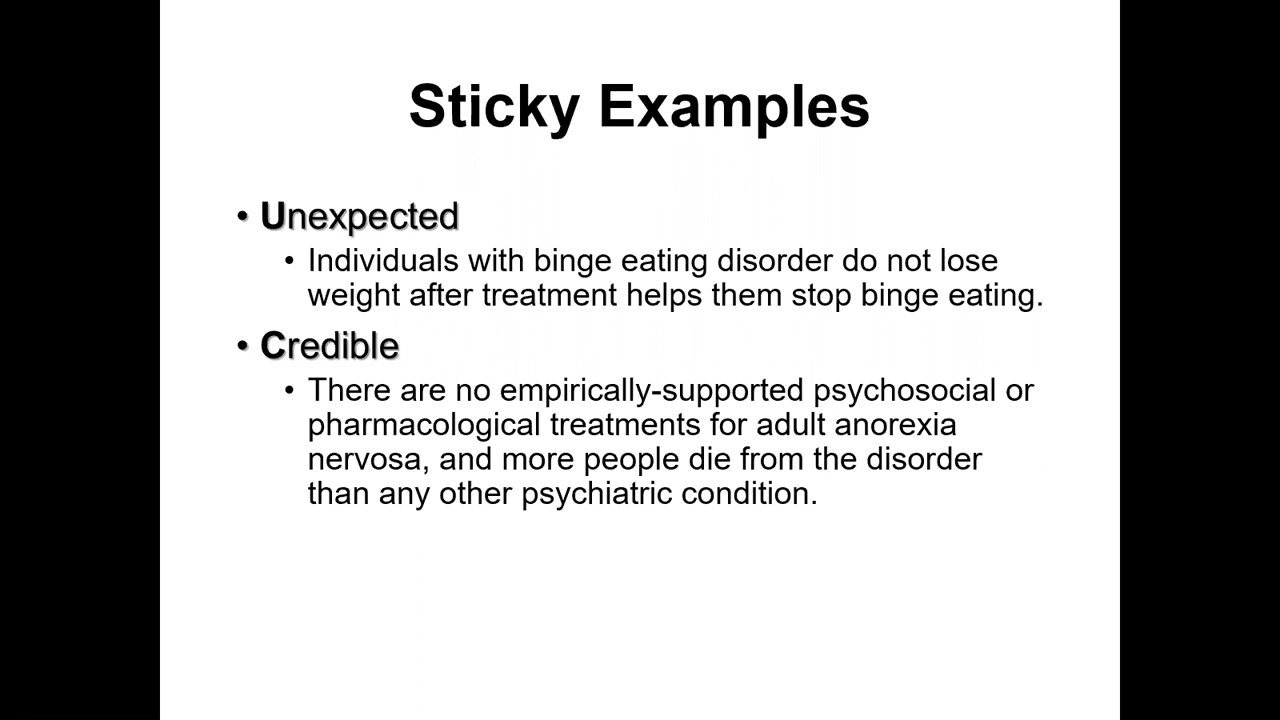 Sticky Examples
• Unexpected
• Individuals with binge eating disorder do not lose
weight after treatment helps them stop binge eating.
• Credible
• There are no empirically-supported psychosocial or
pharmacological treatments for adult anorexia
nervosa, and more people die from the disorder
than any other psychiatric condition.